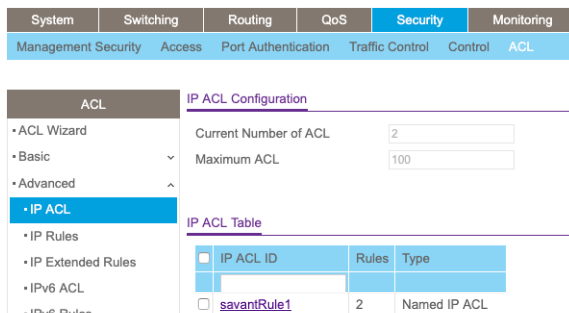 System Switching Routing QoS Security Monitoring
Management Security Access Port Authentication Traffic Control Control ACL
ACL
ACL Wizard
Basic
Advanced
IP ACL
IP Rules
IP Extended Rules
IPv6 ACL
IPv6 Rules
IP ACL Configuration
Current Number of ACL 2
Maximum ACL 100
IP ACL Table
IP ACL ID Rules Type
savantRule1 2 Named IP ACL